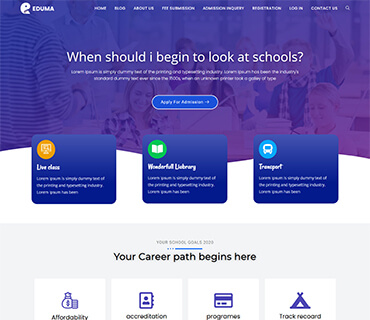 EDUMA
HOME BLOG ABOUT US FEE SUBMISSION ADMISSION INQUIRY REGISTRATION LOG IN CONTACT US
When should i begin to look at schools?
Lorem Ipsum is simply dummy text of the printing and typesetting industry. Lorem Ipsum has been the industry's
standard dummy text ever since the 1500s, when an unknown printer took a galley of type
Apply For Admission →
Live class
Lorem Ipsum is simply dummy text of
the printing and typesetting industry.
Lorem Ipsum has been
Wonderfull Liebrary
Lorem Ipsum is simply dummy text of
the printing and typesetting industry.
Lorem Ipsum has been
Transport
Lorem Ipsum is simply dummy text of
the printing and typesetting industry.
Lorem Ipsum has been
YOUR SCHOOL GOALS 2020
Your Career path begins here
Affordability
accreditation
programes
Track recoard